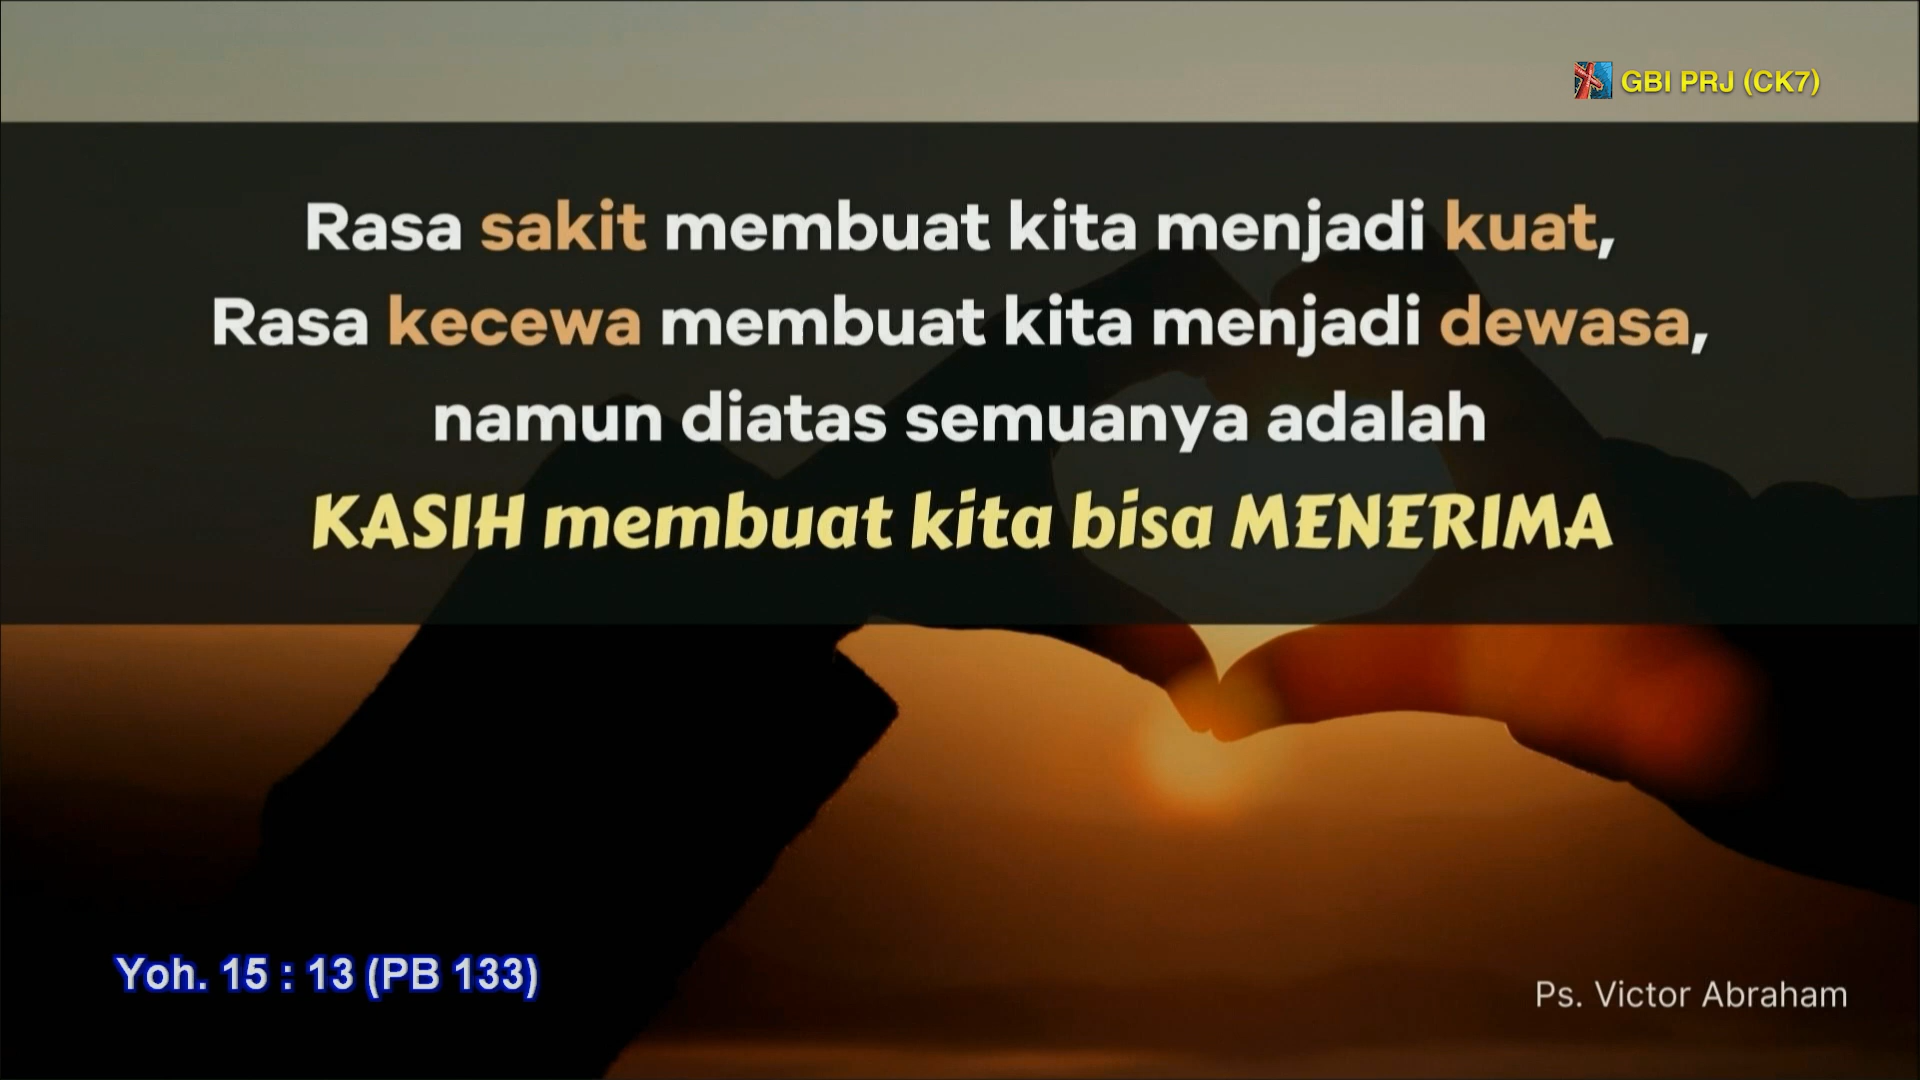 GBI PRJ (CK7)
Rasa sakit membuat kita menjadi kuat,
Rasa kecewa membuat kita menjadi dewasa,
namun diatas semuanya adalah
KASIH membuat kita bisa MENERIMA
Yoh. 15 : 13 (PB 133)
Ps. Victor Abraham